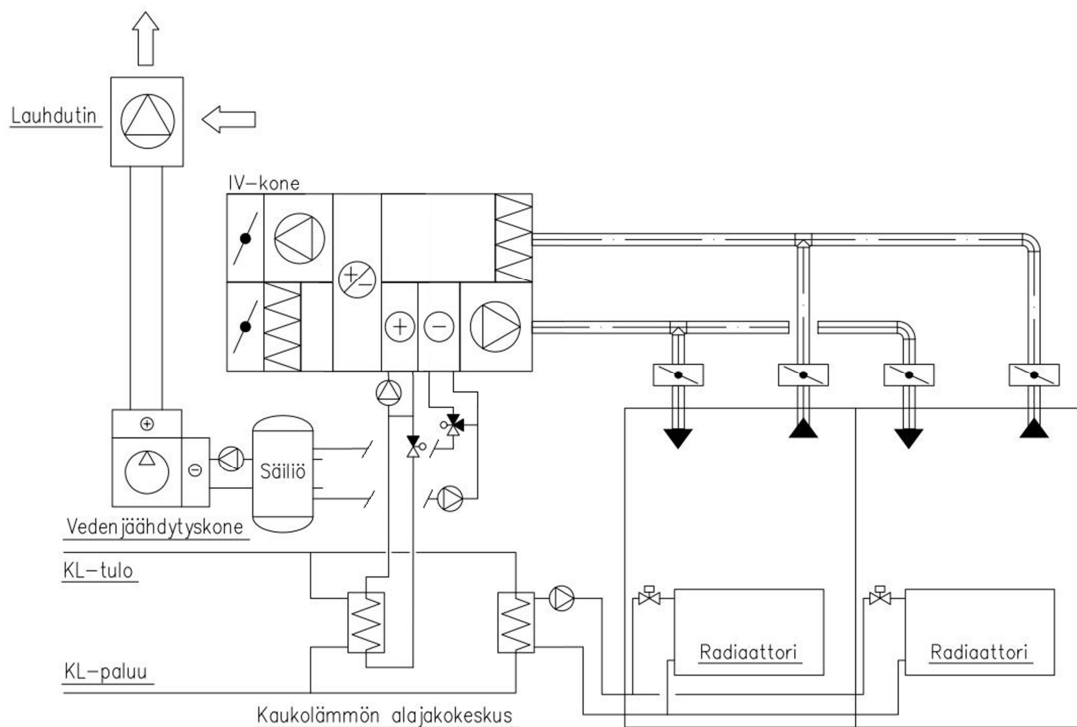 Lauhdutin
IV-kone
Säiliö
Vedenjäähdytyskone
KL-tulo
Radiaattori
Radiaattori
KL-paluu
Kaukolämmön alajakokeskus